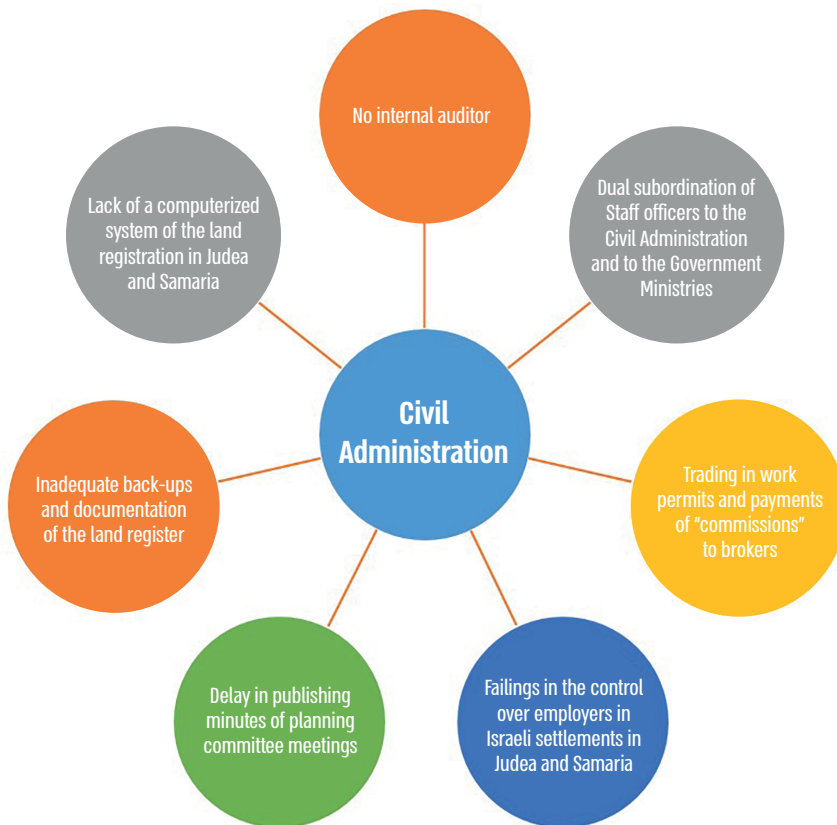 No internal auditor
Dual subordination of
Staff officers to the
Civil Administration
and to the Government
Ministries
Trading in work
permits and payments
of “commissions”
to brokers
Failings in the control
over employers in
Israeli settlements in
Judea and Samaria
Delay in publishing
minutes of planning
committee meetings
Inadequate back-ups
and documentation
of the land register
Lack of a computerized
system of the land
registration in Judea
and Samaria
Civil
Administration